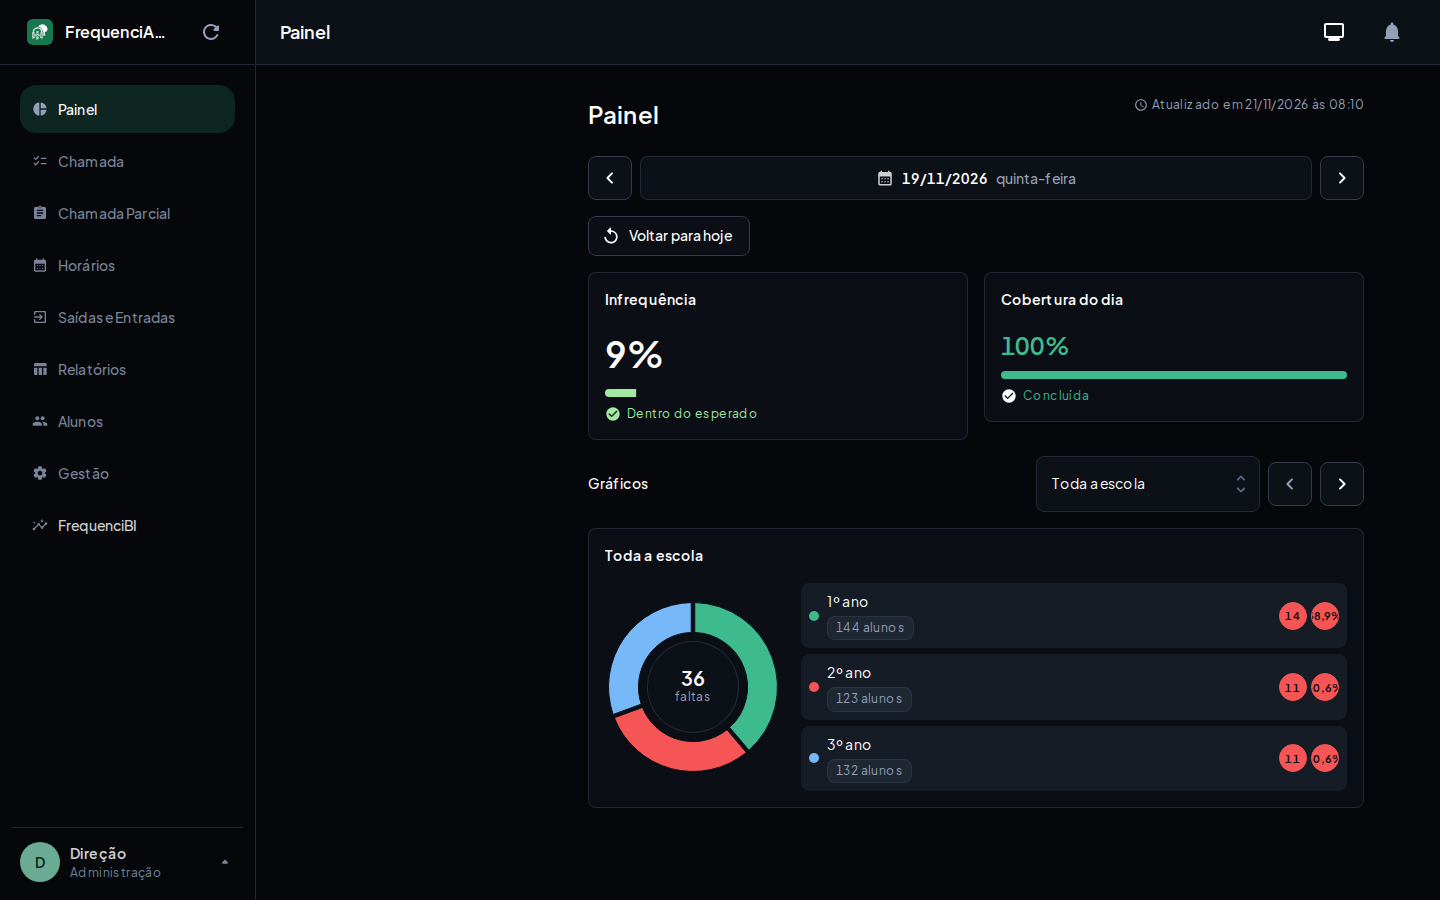 FrequenciA...
Painel
Painel
Chamada
Chamada Parcial
Horários
Saídas e Entradas
Relatórios
Alunos
Gestão
FrequenciBI
D
Direção
Administração
Painel
Atualizado em 21/11/2026 às 08:10
19/11/2026 quinta-feira
Voltar para hoje
Infrequência
9%
Dentro do esperado
Cobertura do dia
100%
Concluída
Gráficos
Toda a escola
Toda a escola
36
faltas
1º ano
144 alunos
14
2º ano
123 alunos
11
3º ano
132 alunos
11